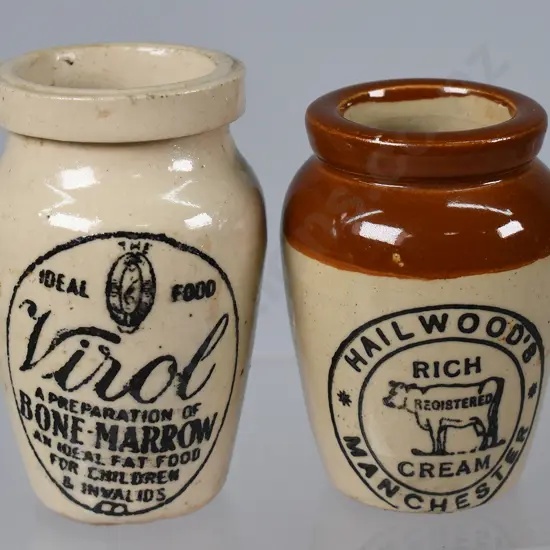 THE
IDEAL FOOD
Virol
A PREPARATION OF
BONE-MARROW
AN IDEAL FAT FOOD
FOR CHILDREN
& INVALIDS
HAILWOOD'S
RICH
REGISTERED
CREAM
MANCHESTER